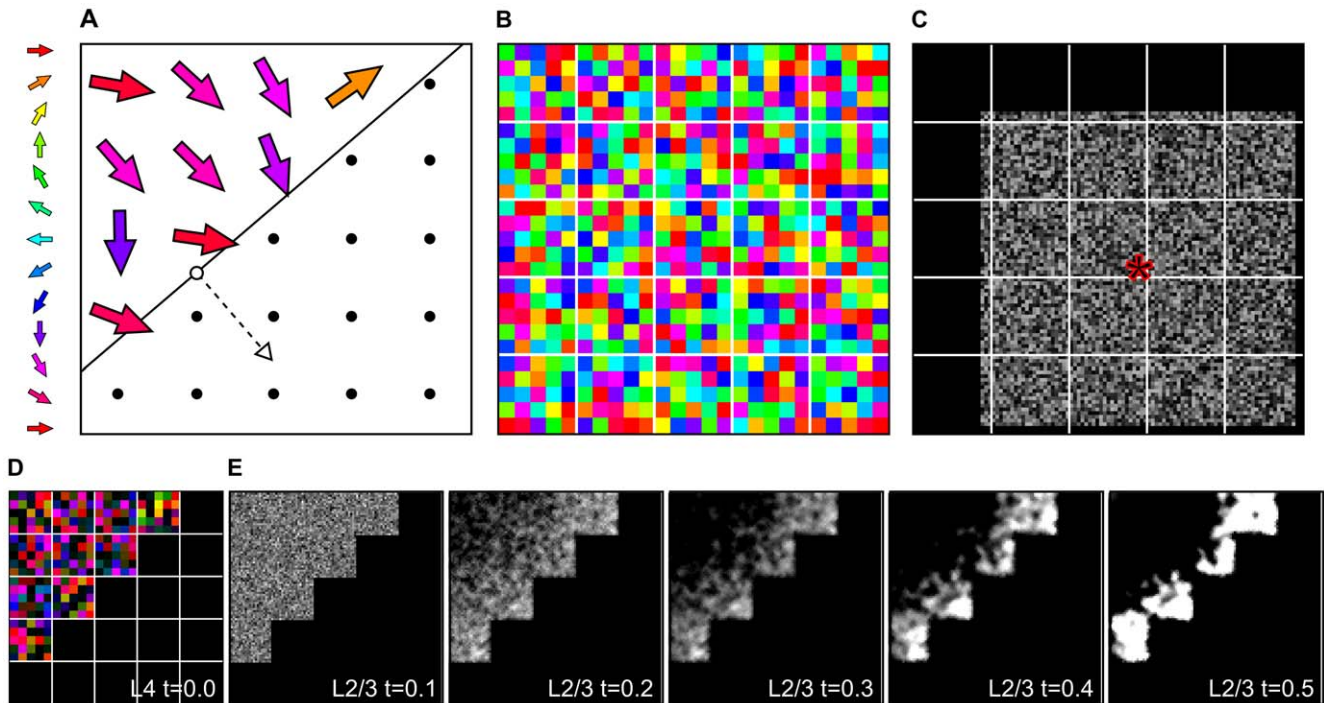 A
B
C
D
E
L4 t=0.0
L2/3 t=0.1
L2/3 t=0.2
L2/3 t=0.3
L2/3 t=0.4
L2/3 t=0.5